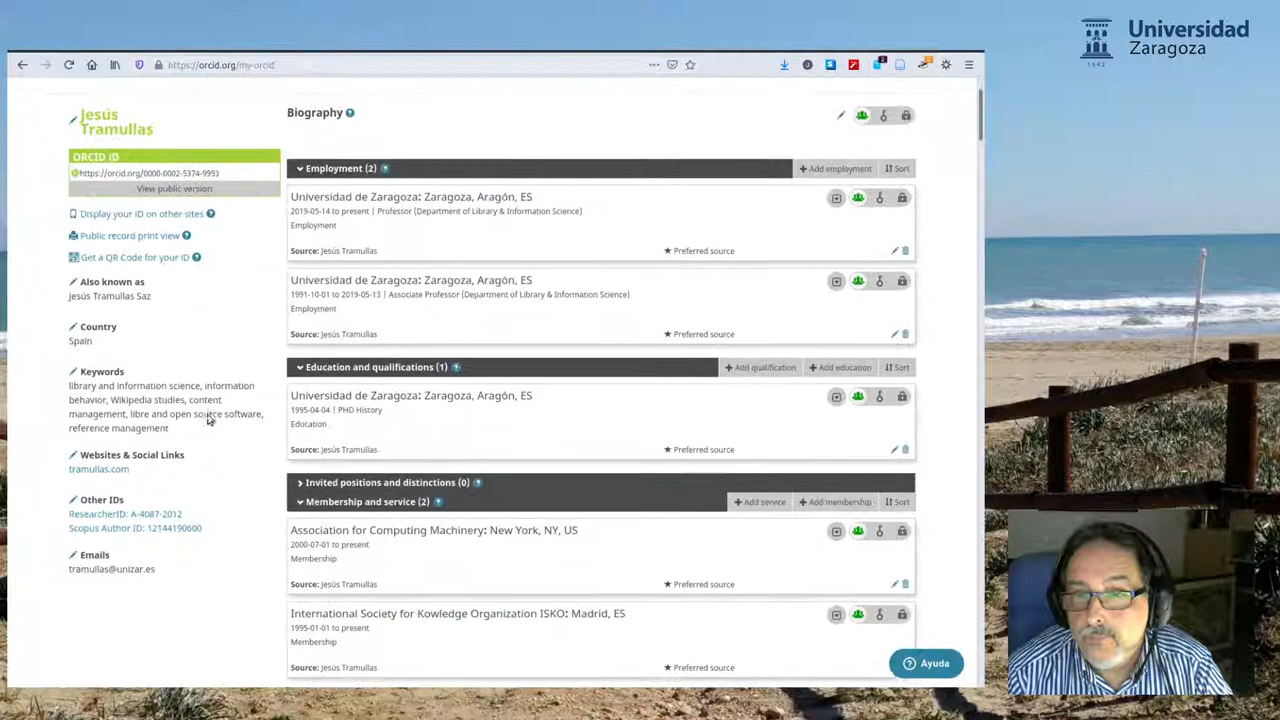 Universidad
Zaragoza
1542
https://orcid.org/my-orcid
2
Jesús
Tramullas
ORCID iD
https://orcid.org/0000-0002-5374-9993
View public version
Display your iD on other sites
Public record print view
Get a QR Code for your iD
Also known as
Jesús Tramullas Saz
Country
Spain
Keywords
library and information science, information
behavior, Wikipedia studies, content
management, libre and open source software,
reference management
Websites & Social Links
tramullas.com
Other IDs
ResearcherID: A-4087-2012
Scopus Author ID: 12144190600
Emails
tramullas@unizar.es
Biography
Employment (2) Add employment Sort
Universidad de Zaragoza: Zaragoza, Aragón, ES
2019-05-14 to present | Professor (Department of Library & Information Science)
Employment
Source: Jesús Tramullas Preferred source
Universidad de Zaragoza: Zaragoza, Aragón, ES
1991-10-01 to 2019-05-13 | Associate Professor (Department of Library & Information Science)
Employment
Source: Jesús Tramullas Preferred source
Education and qualifications (1) Add qualification Add education Sort
Universidad de Zaragoza: Zaragoza, Aragón, ES
1995-04-04 | PHD History
Education
Source: Jesús Tramullas Preferred source
Invited positions and distinctions (0)
Membership and service (2) Add service Add membership Sort
Association for Computing Machinery: New York, NY, US
2000-07-01 to present
Membership
Source: Jesús Tramullas Preferred source
International Society for Kowledge Organization ISKO: Madrid, ES
1995-01-01 to present
Membership
Source: Jesús Tramullas Preferred source
Ayuda